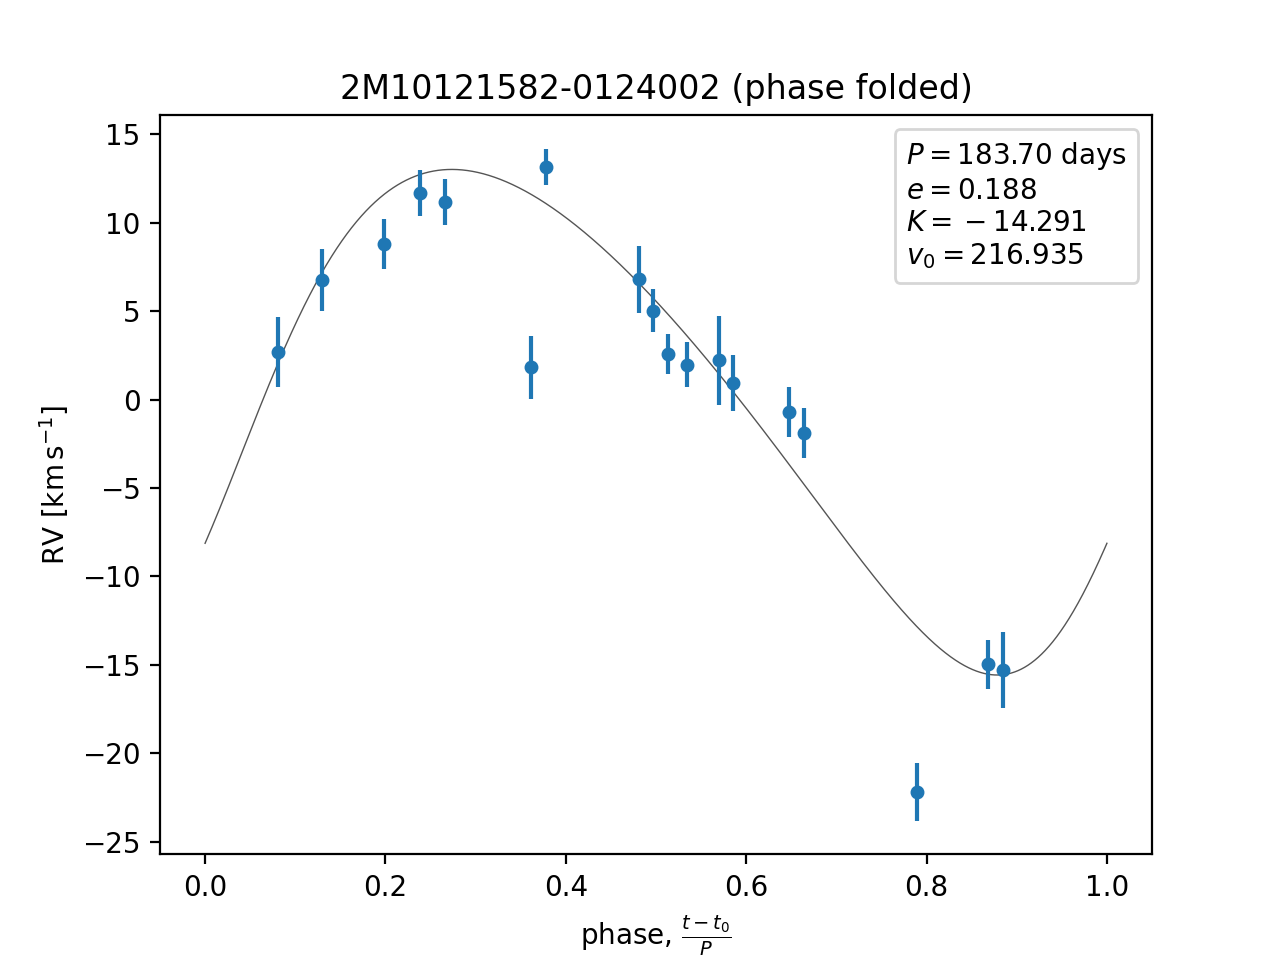 2M10121582-0124002 (phase folded)
P = 183.70 days
e = 0.188
K = −14.291
v₀ = 216.935
15
10
5
0
−5
−10
−15
−20
−25
RV [km s⁻¹]
0.0 0.2 0.4 0.6 0.8 1.0
phase, (t − t₀)/P